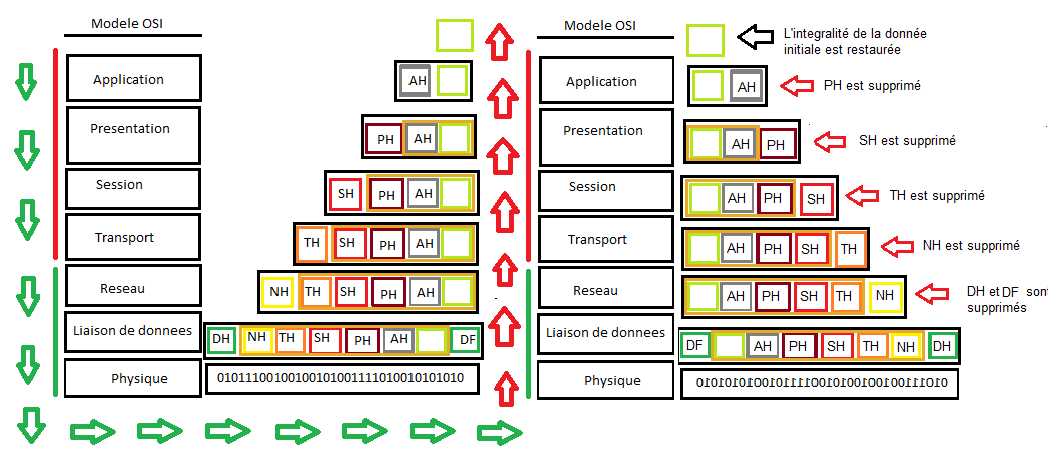 Modele OSI
Application
AH
Presentation
PH AH
Session
SH PH AH
Transport
TH SH PH AH
Reseau
NH TH SH PH AH
Liaison de donnees
DH NH TH SH PH AH DF
Physique
01011100100100101001111010010101010
Modele OSI
L'integralité de la donnée
initiale est restaurée
Application
AH
PH est supprimé
Presentation
AH PH
SH est supprimé
Session
AH PH SH
TH est supprimé
Transport
AH PH SH TH
NH est supprimé
Reseau
AH PH SH TH NH
DH et DF sont
supprimés
Liaison de donnees
DF AH PH SH TH NH DH
Physique
01010101001011110010100100100111010